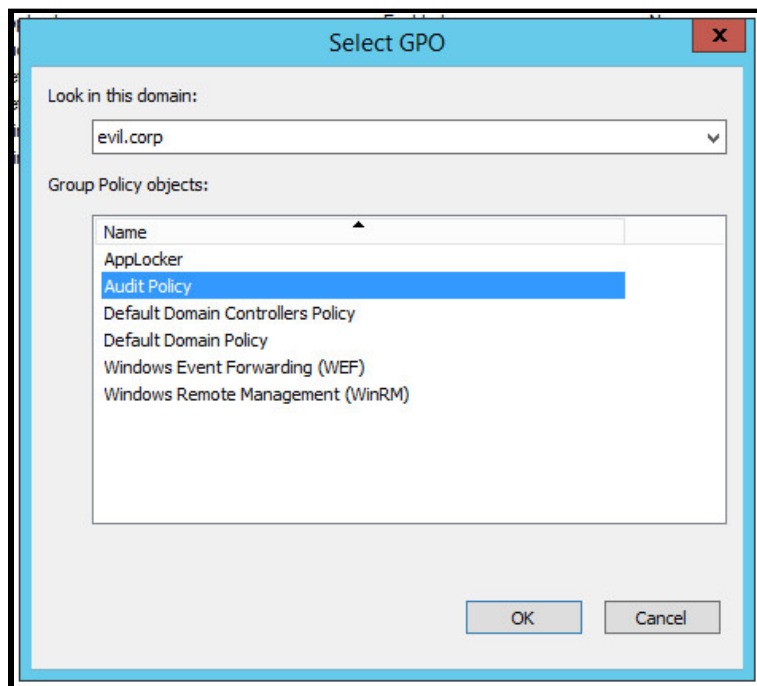 Select GPO
x
Look in this domain:
evil.corp
Group Policy objects:
Name
AppLocker
Audit Policy
Default Domain Controllers Policy
Default Domain Policy
Windows Event Forwarding (WEF)
Windows Remote Management (WinRM)
OK Cancel